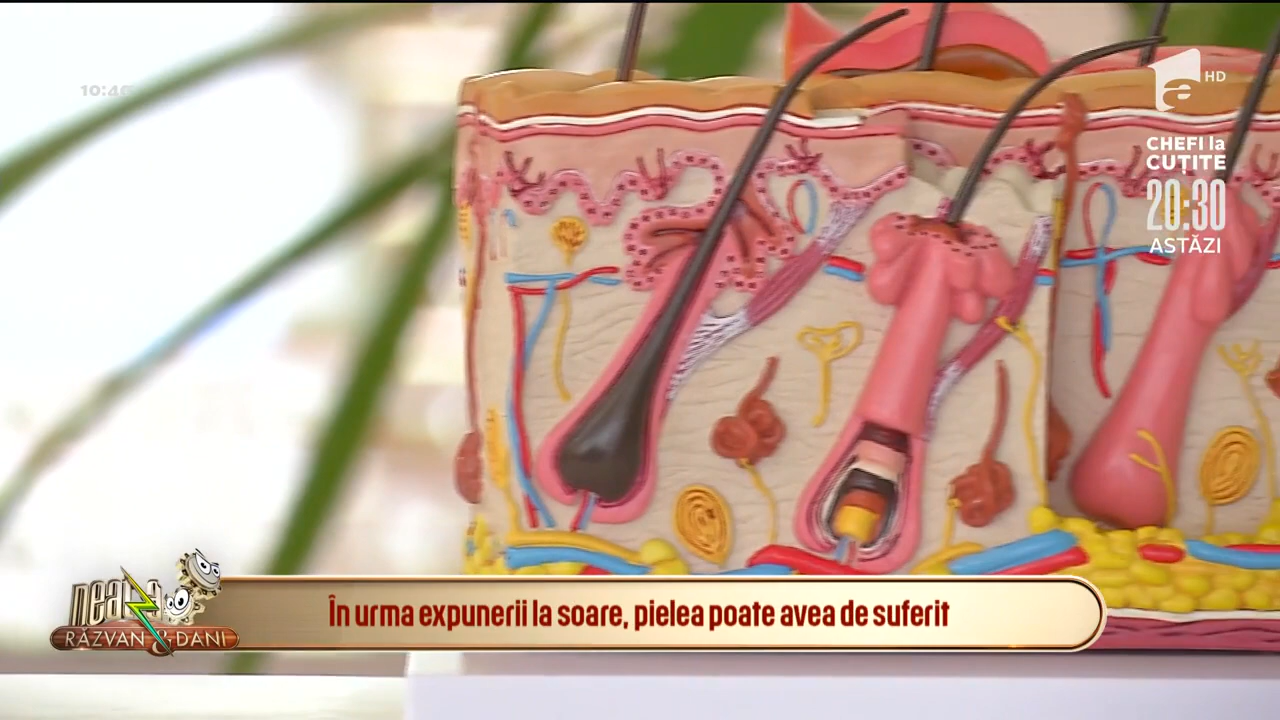 10:40
HD
CHEFI la
CUȚITE
20:30
ASTĂZI
neatza
RĂZVAN & DANI
În urma expunerii la soare, pielea poate avea de suferit